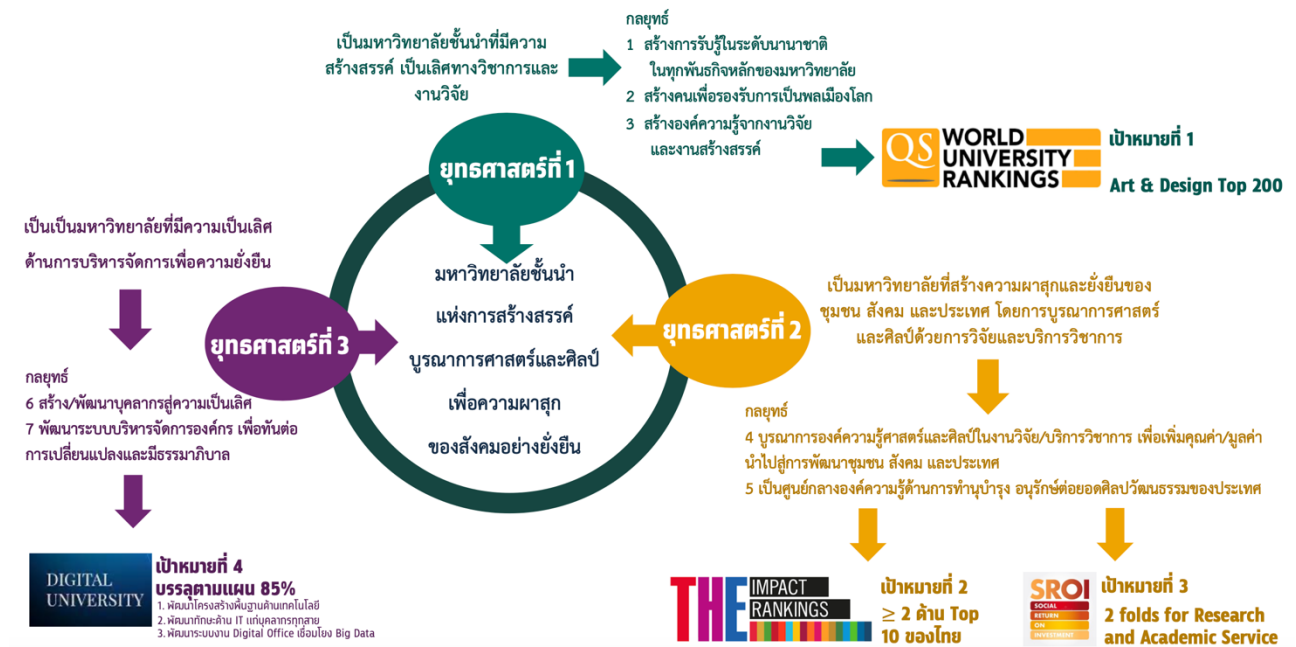 เป็นมหาวิทยาลัยชั้นนำที่มีความ
สร้างสรรค์ เป็นเลิศทางวิชาการและ
งานวิจัย
กลยุทธ์
1 สร้างการรับรู้ในระดับนานาชาติ
ในทุกพันธกิจหลักของมหาวิทยาลัย
2 สร้างคนเพื่อรองรับการเป็นพลเมืองโลก
3 สร้างองค์ความรู้จากงานวิจัย
และงานสร้างสรรค์
QS WORLD
UNIVERSITY
RANKINGS
เป้าหมายที่ 1
Art & Design Top 200
ยุทธศาสตร์ที่ 1
มหาวิทยาลัยชั้นนำ
แห่งการสร้างสรรค์
บูรณาการศาสตร์และศิลป์
เพื่อความผาสุก
ของสังคมอย่างยั่งยืน
เป็นเป็นมหาวิทยาลัยที่มีความเป็นเลิศ
ด้านการบริหารจัดการเพื่อความยั่งยืน
ยุทธศาสตร์ที่ 3
กลยุทธ์
6 สร้าง/พัฒนาบุคลากรสู่ความเป็นเลิศ
7 พัฒนาระบบบริหารจัดการองค์กร เพื่อทันต่อ
การเปลี่ยนแปลงและมีธรรมาภิบาล
DIGITAL
UNIVERSITY
เป้าหมายที่ 4
บรรลุตามแผน 85%
1. พัฒนาโครงสร้างพื้นฐานด้านเทคโนโลยี
2. พัฒนาทักษะด้าน IT แก่บุคลากรทุกสาย
3. พัฒนาระบบงาน Digital Office เชื่อมโยง Big Data
ยุทธศาสตร์ที่ 2
เป็นมหาวิทยาลัยที่สร้างความผาสุกและยั่งยืนของ
ชุมชน สังคม และประเทศ โดยการบูรณาการศาสตร์
และศิลป์ด้วยการวิจัยและบริการวิชาการ
กลยุทธ์
4 บูรณาการองค์ความรู้ศาสตร์และศิลป์ในงานวิจัย/บริการวิชาการ เพื่อเพิ่มคุณค่า/มูลค่า
นำไปสู่การพัฒนาชุมชน สังคม และประเทศ
5 เป็นศูนย์กลางองค์ความรู้ด้านการทำนุบำรุง อนุรักษ์ต่อยอดศิลปวัฒนธรรมของประเทศ
THE IMPACT
RANKINGS
เป้าหมายที่ 2
≥ 2 ด้าน Top
10 ของไทย
SROI
SOCIAL
RETURN
ON
INVESTMENT
เป้าหมายที่ 3
2 folds for Research
and Academic Service